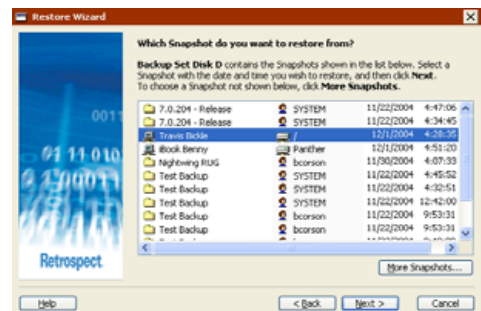 Restore Wizard
Which Snapshot do you want to restore from?
Backup Set Disk D contains the Snapshots shown in the list below. Select a
Snapshot with the date and time you wish to restore, and then click Next.
To choose a Snapshot not shown below, click More Snapshots.
7.0.204 - Release SYSTEM 11/22/2004 4:47:06
7.0.204 - Release SYSTEM 11/22/2004 4:34:45
Travis Bickle / 12/1/2004 4:28:35
iBook Benny Panther 12/1/2004 4:51:20
Nightwing RUG bcorson 11/30/2004 4:07:33
Test Backup SYSTEM 11/22/2004 4:45:52
Test Backup SYSTEM 11/22/2004 4:32:51
Test Backup SYSTEM 11/22/2004 12:42:00
Test Backup bcorson 11/22/2004 9:53:31
Test Backup bcorson 11/22/2004 9:53:31
Retrospect
More Snapshots...
Help
< Back
Next >
Cancel